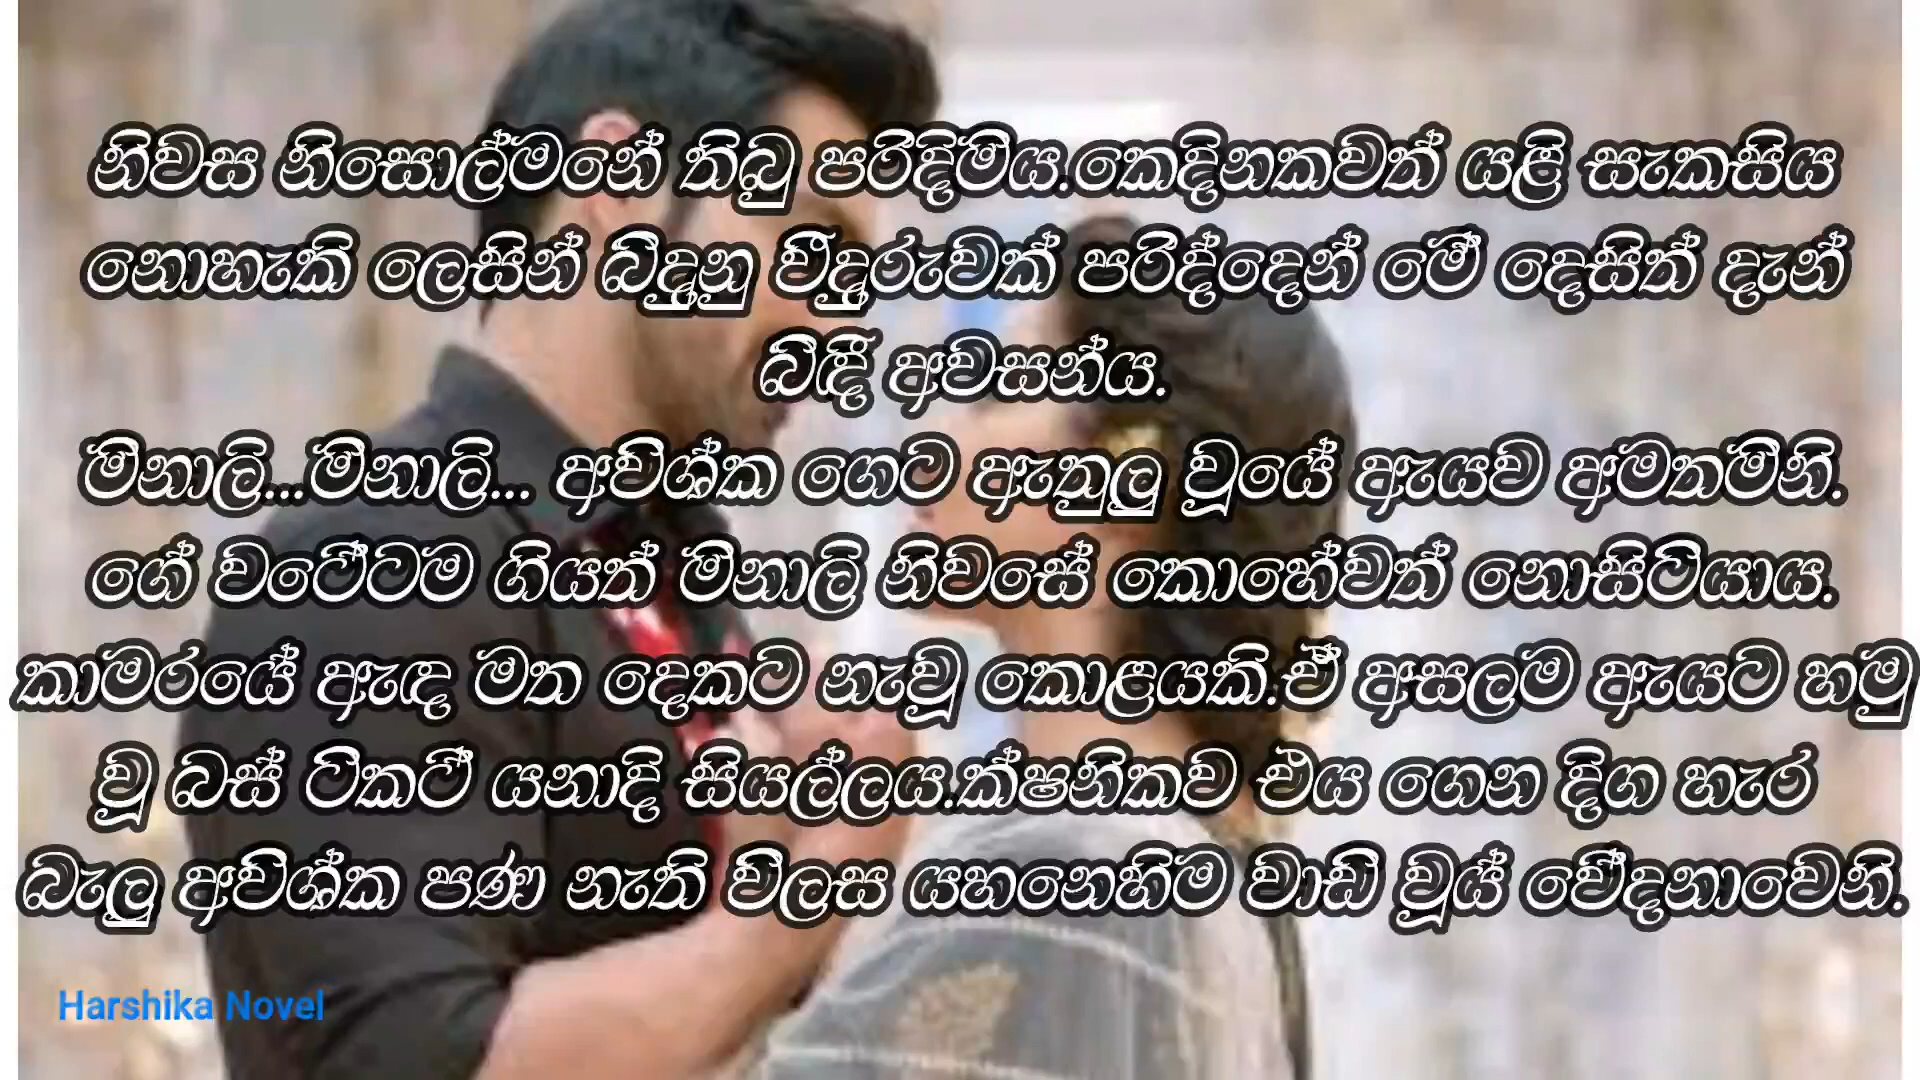 නිවස නිසොල්මනේ තිබු පරිදිමිය.කෙදිනකවත් යළි සැකසිය
නොහැකි ලෙසින් බිදුනු වීදුරුවක් පරිද්දෙන් මේ දෙසිත් දැන්
බිඳී අවසන්ය.
මිනාලි...මිනාලි... අවිශ්ක ගෙට ඇතුලු වූයේ ඇයව අමතමිනි.
ගේ වටේටම ගියත් මිනාලි නිවසේ කොහේවත් නොසිටියාය.
කාමරයේ ඇඳ මත දෙකට නැවූ කොළයකි.ඒ අසලම ඇයට හමු
වූ බස් ටිකට් යනාදි සියල්ලය.ක්ෂනිකව එය ගෙන දිග හැර
බැලු අවිශ්ක පණ නැති විලස යහනෙහිම වාඩි වූය් වේදනාවෙනි.
Harshika Novel